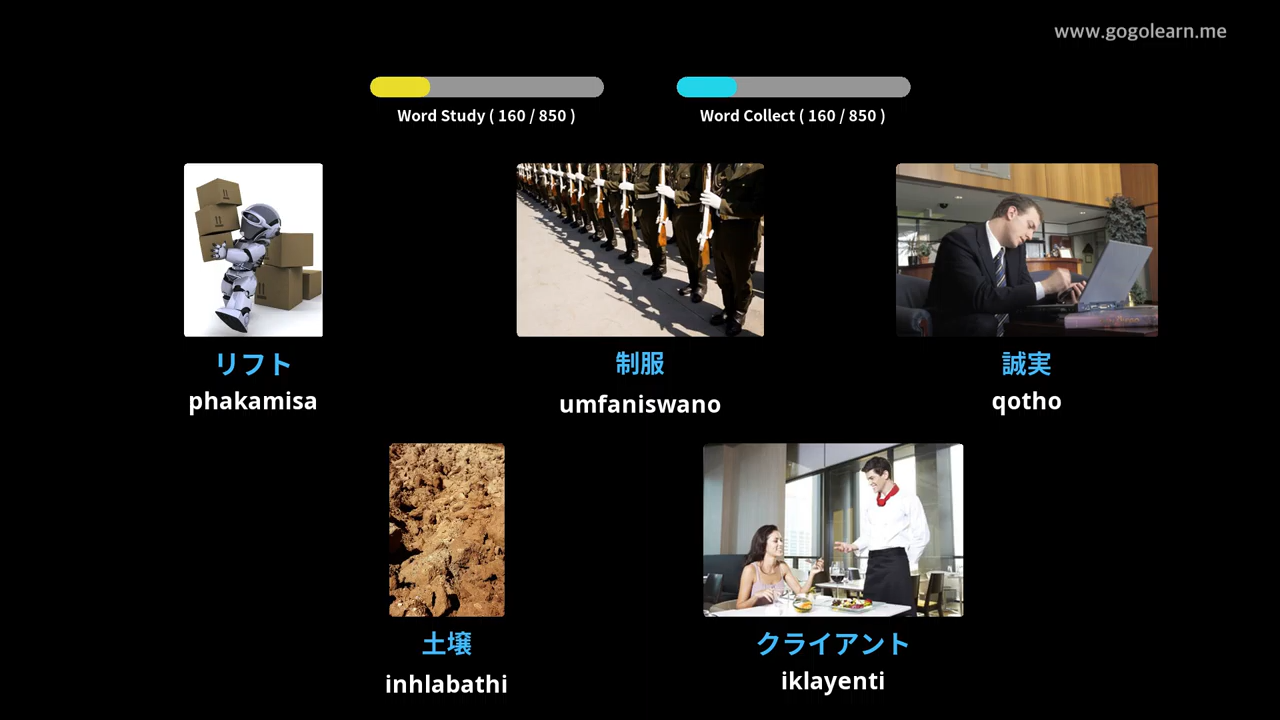 www.gogolearn.me
Word Study ( 160 / 850 )
Word Collect ( 160 / 850 )
リフト
phakamisa
制服
umfaniswano
誠実
qotho
土壌
inhlabathi
クライアント
iklayenti